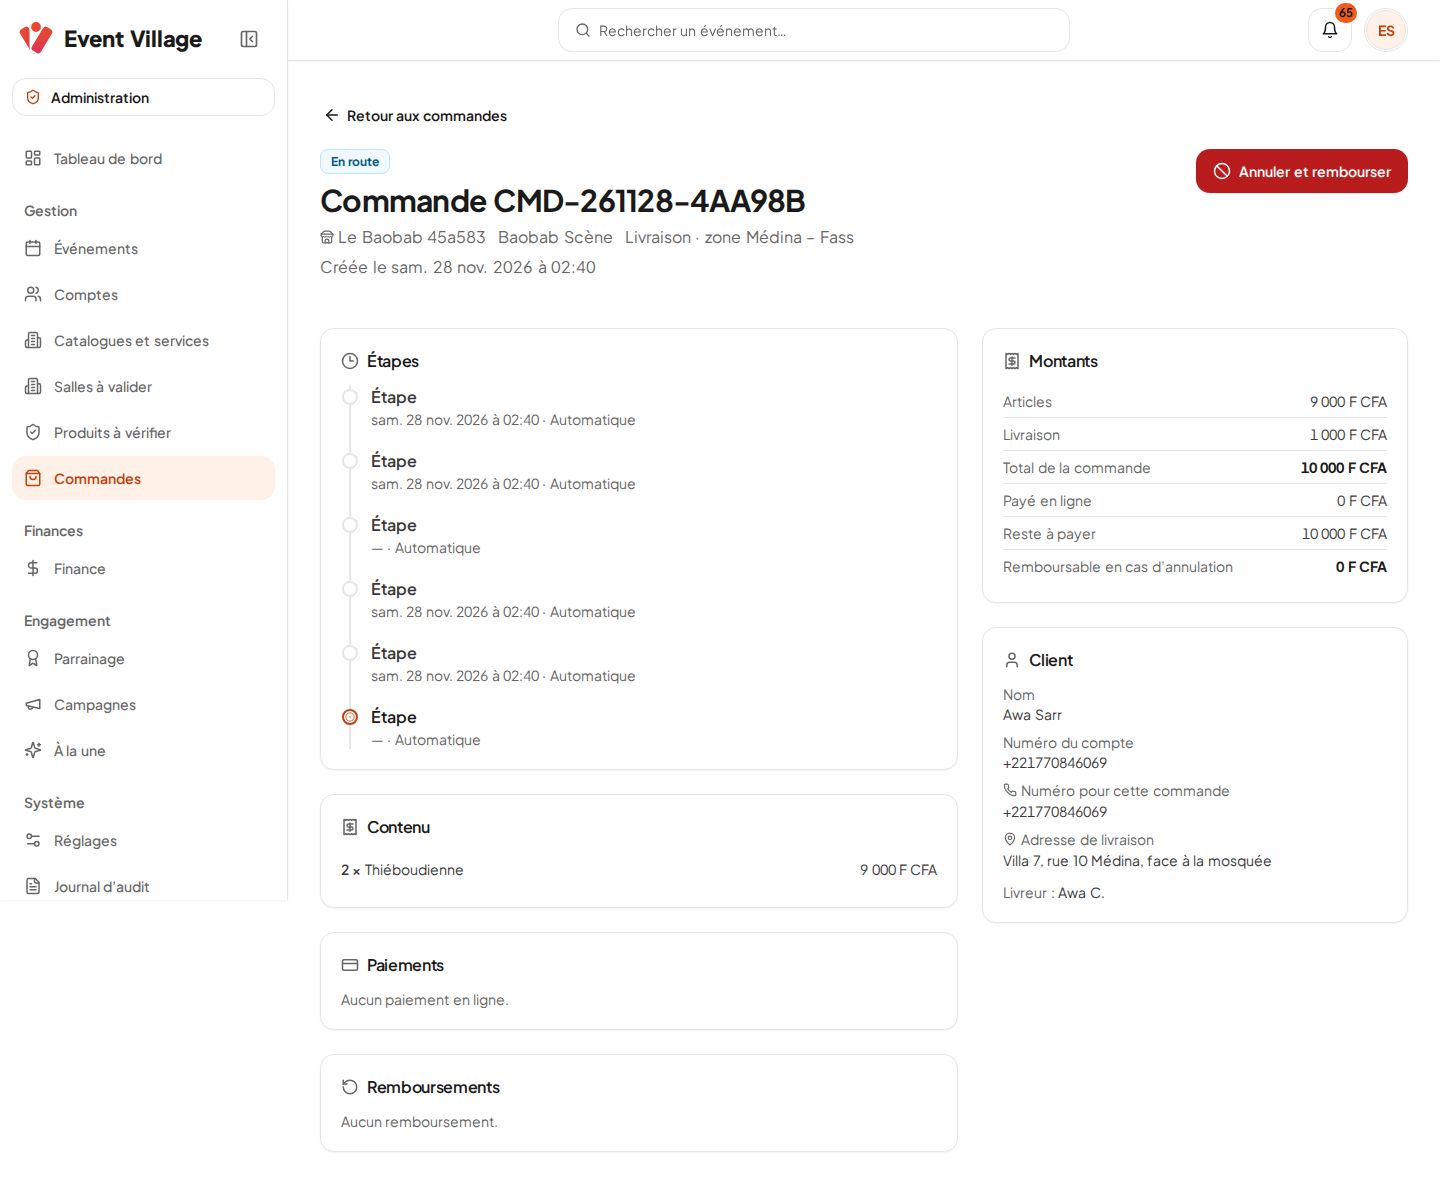 Event Village
Administration
Tableau de bord
Gestion
Événements
Comptes
Catalogues et services
Salles à valider
Produits à vérifier
Commandes
Finances
Finance
Engagement
Parrainage
Campagnes
À la une
Système
Réglages
Journal d'audit
Rechercher un événement…
65
ES
Retour aux commandes
En route
Annuler et rembourser
Commande CMD-261128-4AA98B
Le Baobab 45a583 Baobab Scène Livraison · zone Médina – Fass
Créée le sam. 28 nov. 2026 à 02:40
Étapes
Étape
sam. 28 nov. 2026 à 02:40 · Automatique
Étape
sam. 28 nov. 2026 à 02:40 · Automatique
Étape
— · Automatique
Étape
sam. 28 nov. 2026 à 02:40 · Automatique
Étape
sam. 28 nov. 2026 à 02:40 · Automatique
Étape
— · Automatique
Contenu
2 × Thiéboudienne 9 000 F CFA
Paiements
Aucun paiement en ligne.
Remboursements
Aucun remboursement.
Montants
Articles 9 000 F CFA
Livraison 1 000 F CFA
Total de la commande 10 000 F CFA
Payé en ligne 0 F CFA
Reste à payer 10 000 F CFA
Remboursable en cas d'annulation 0 F CFA
Client
Nom
Awa Sarr
Numéro du compte
+221770846069
Numéro pour cette commande
+221770846069
Adresse de livraison
Villa 7, rue 10 Médina, face à la mosquée
Livreur : Awa C.